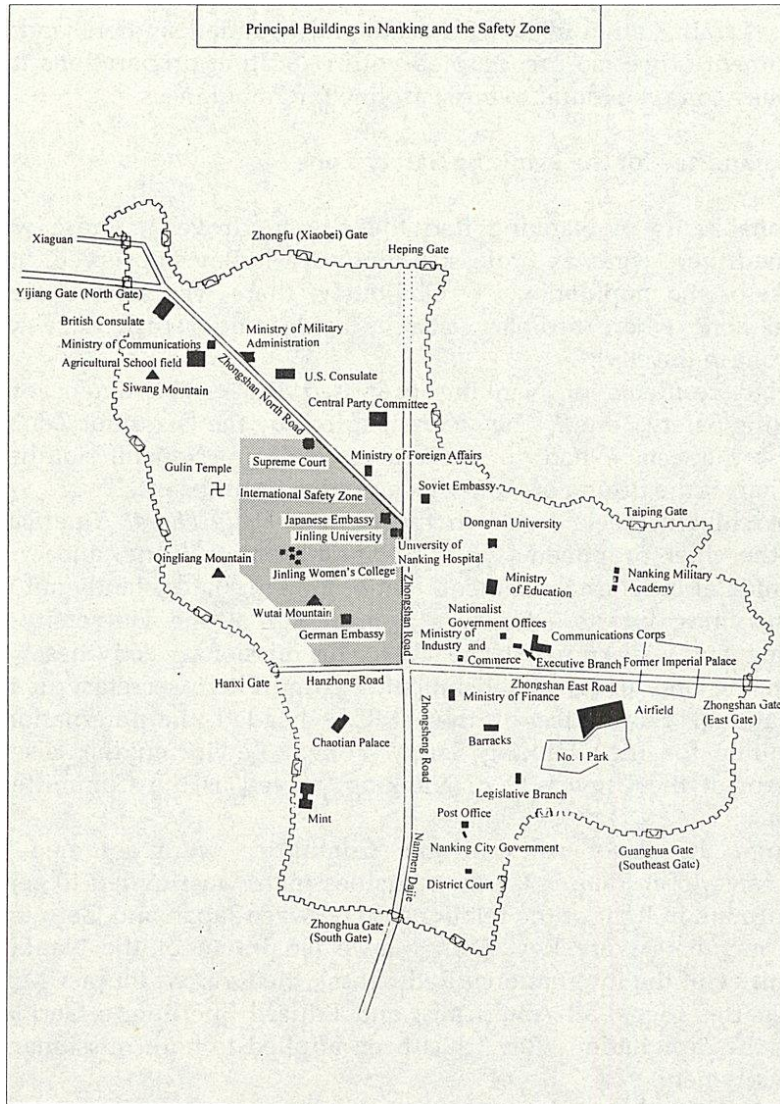 Principal Buildings in Nanking and the Safety Zone
Xiaguan
Zhongfu (Xiaobei) Gate
Heping Gate
Yijiang Gate (North Gate)
British Consulate
Ministry of Communications
Ministry of Military
Administration
Agricultural School field
U.S. Consulate
Siwang Mountain
Zhongshan North Road
Central Party Committee
Supreme Court
Ministry of Foreign Affairs
Gulin Temple
卍
International Safety Zone
Soviet Embassy
Japanese Embassy
Dongnan University
Taiping Gate
Jinling University
University of
Nanking Hospital
Qingliang Mountain
Jinling Women's College
Zhongshan Road
Ministry
of Education
Nanking Military
Academy
Wutai Mountain
German Embassy
Nationalist
Government Offices
Ministry of
Industry and
Commerce
Communications Corps
Executive Branch
Former Imperial Palace
Hanxi Gate
Hanzhong Road
Zhongshan East Road
Zhongshan Gate
(East Gate)
Ministry of Finance
Airfield
Chaotian Palace
Zhongsheng Road
Barracks
No. 1 Park
Mint
Legislative Branch
Post Office
Nanking City Government
Guanghua Gate
(Southeast Gate)
District Court
Nanmen Dajie
Zhonghua Gate
(South Gate)